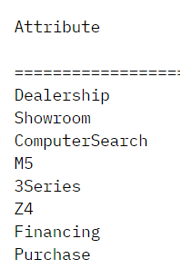 Attribute
==================
Dealership
Showroom
ComputerSearch
M5
3Series
Z4
Financing
Purchase